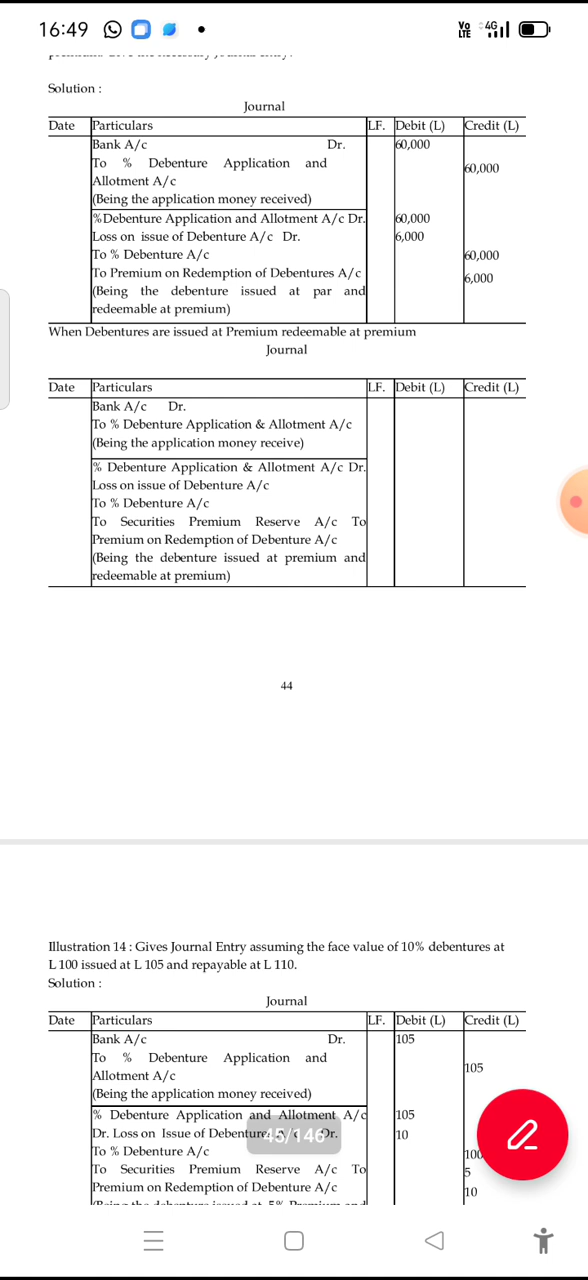 16:49
Vo LTE 4G
Solution :
Journal
Date Particulars LF. Debit (L) Credit (L)
Bank A/c Dr. 60,000
To % Debenture Application and
Allotment A/c 60,000
(Being the application money received)
% Debenture Application and Allotment A/c Dr. 60,000
Loss on issue of Debenture A/c Dr. 6,000
To % Debenture A/c 60,000
To Premium on Redemption of Debentures A/c 6,000
(Being the debenture issued at par and
redeemable at premium)
When Debentures are issued at Premium redeemable at premium
Journal
Date Particulars LF. Debit (L) Credit (L)
Bank A/c Dr.
To % Debenture Application & Allotment A/c
(Being the application money receive)
% Debenture Application & Allotment A/c Dr.
Loss on issue of Debenture A/c
To % Debenture A/c
To Securities Premium Reserve A/c To
Premium on Redemption of Debenture A/c
(Being the debenture issued at premium and
redeemable at premium)
44
Illustration 14 : Gives Journal Entry assuming the face value of 10% debentures at
L 100 issued at L 105 and repayable at L 110.
Solution :
Journal
Date Particulars LF. Debit (L) Credit (L)
Bank A/c Dr. 105
To % Debenture Application and
Allotment A/c 105
(Being the application money received)
% Debenture Application and Allotment A/c 105
Dr. Loss on Issue of Debenture Dr. 10
45/146
To % Debenture A/c 100
To Securities Premium Reserve A/c To 5
Premium on Redemption of Debenture A/c 10